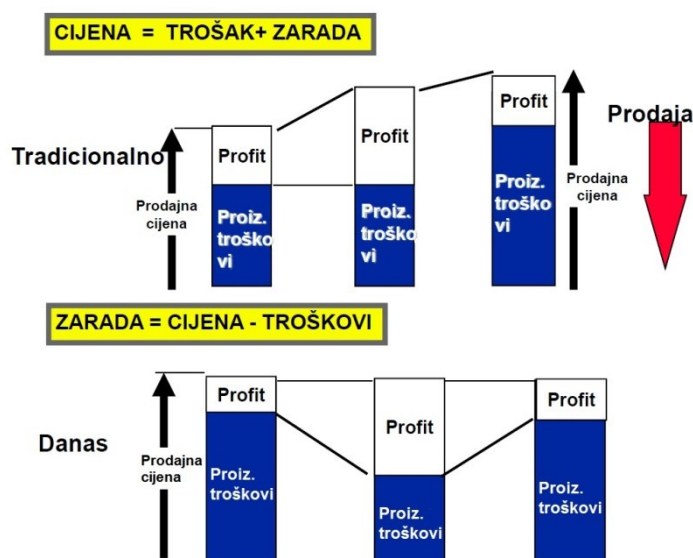 CIJENA = TROŠAK+ ZARADA
Tradicionalno
Prodajna
cijena
Profit
Proiz.
troško
vi
Profit
Proiz.
troško
vi
Profit
Proiz.
troško
vi
Prodajna
cijena
Prodaja
ZARADA = CIJENA - TROŠKOVI
Danas
Prodajna
cijena
Profit
Proiz.
troškovi
Profit
Proiz.
troškovi
Profit
Proiz.
troškovi